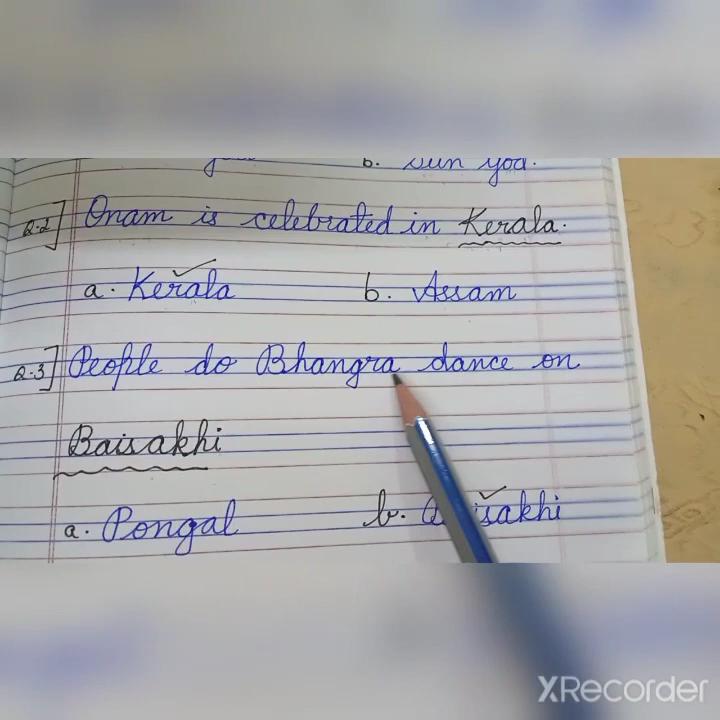 b. sun god.
Q.2] Onam is celebrated in Kerala.
a. Kerala b. Assam
Q.3] People do Bhangra dance on
Baisakhi
a. Pongal b. Baisakhi
XRecorder